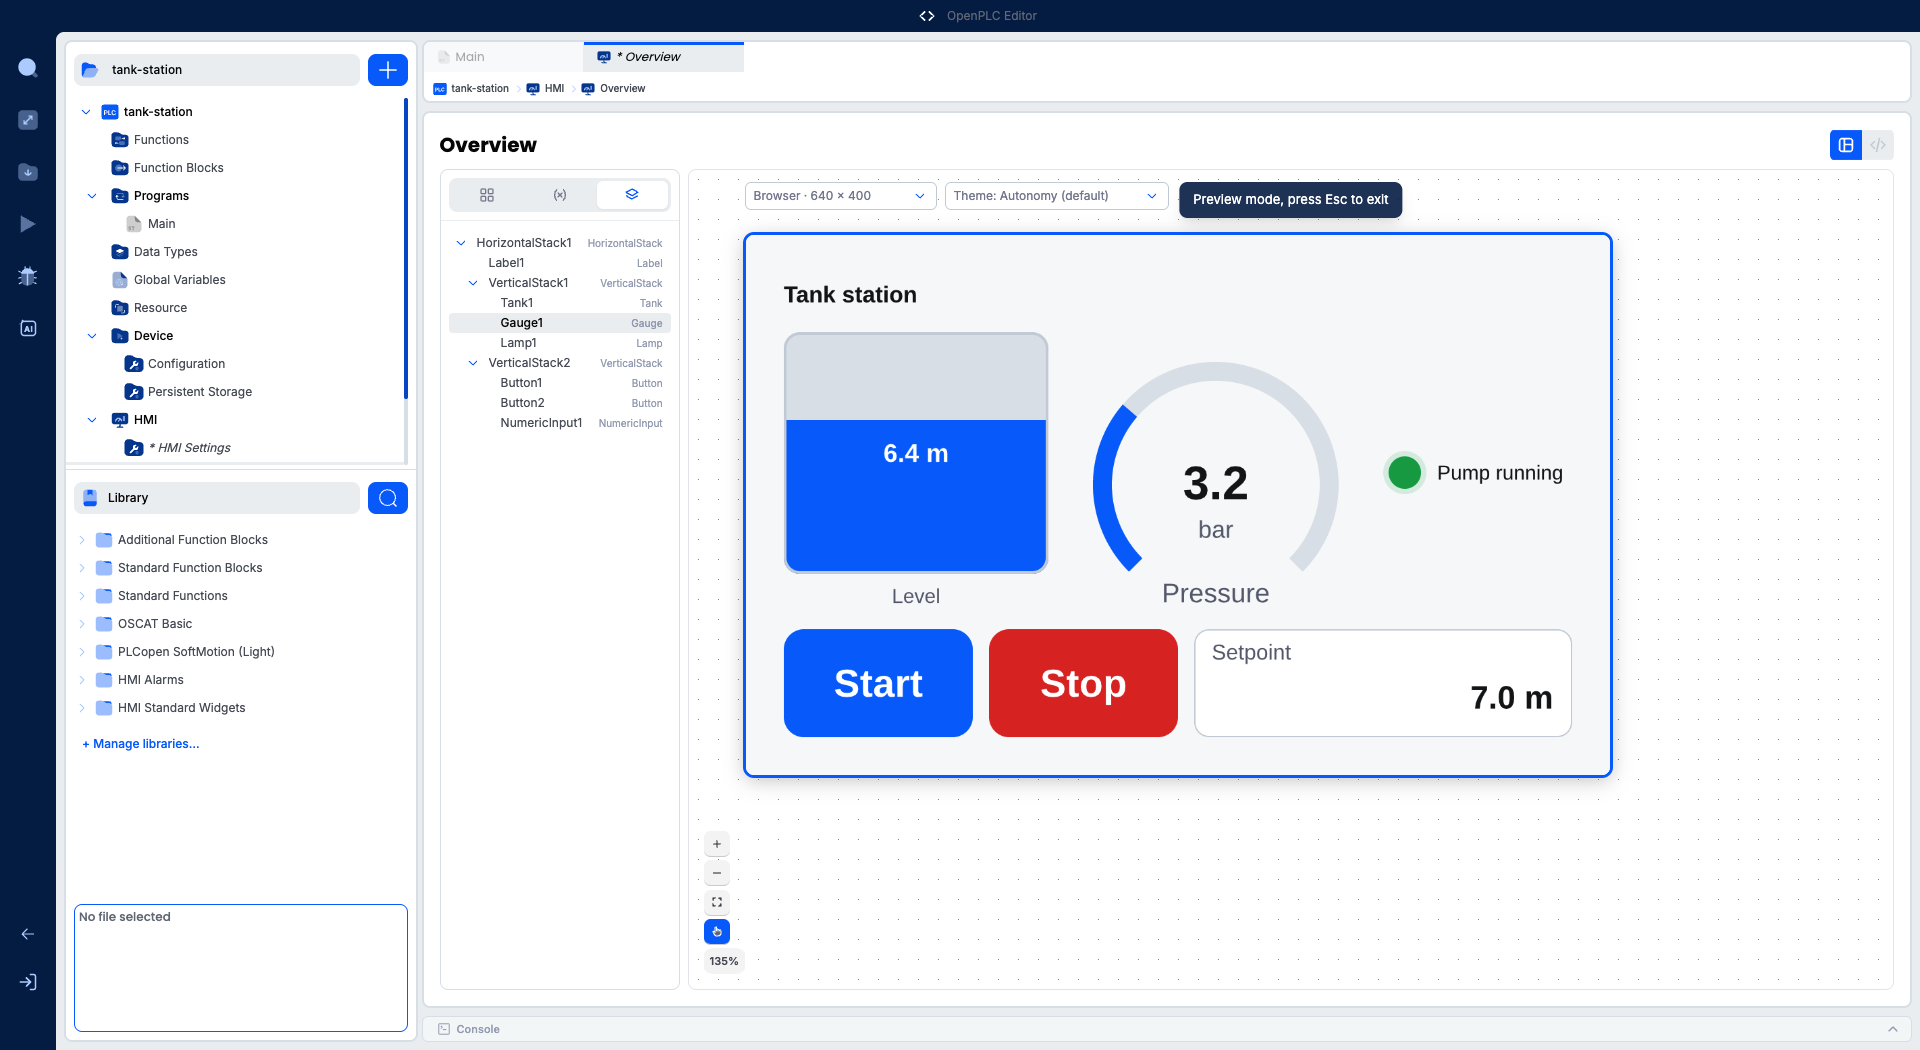 OpenPLC Editor
tank-station
tank-station
Functions
Function Blocks
Programs
Main
Data Types
Global Variables
Resource
Device
Configuration
Persistent Storage
HMI
* HMI Settings
Library
Additional Function Blocks
Standard Function Blocks
Standard Functions
OSCAT Basic
PLCopen SoftMotion (Light)
HMI Alarms
HMI Standard Widgets
+ Manage libraries...
No file selected
Main
* Overview
tank-station
HMI
Overview
Overview
HorizontalStack1 HorizontalStack
Label1 Label
VerticalStack1 VerticalStack
Tank1 Tank
Gauge1 Gauge
Lamp1 Lamp
VerticalStack2 VerticalStack
Button1 Button
Button2 Button
NumericInput1 NumericInput
Browser · 640 × 400
Theme: Autonomy (default)
Preview mode, press Esc to exit
Tank station
6.4 m
Level
3.2
bar
Pressure
Pump running
Start
Stop
Setpoint
7.0 m
135%
Console
PLC
AI
(x)